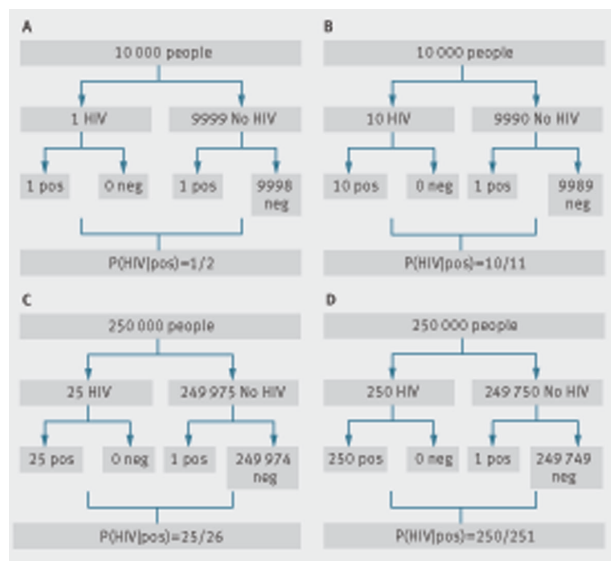 A
10 000 people
1 HIV
9999 No HIV
1 pos
0 neg
1 pos
9998
neg
P(HIV|pos)=1/2
B
10 000 people
10 HIV
9990 No HIV
10 pos
0 neg
1 pos
9989
neg
P(HIV|pos)=10/11
C
250 000 people
25 HIV
249 975 No HIV
25 pos
0 neg
1 pos
249 974
neg
P(HIV|pos)=25/26
D
250 000 people
250 HIV
249 750 No HIV
250 pos
0 neg
1 pos
249 749
neg
P(HIV|pos)=250/251